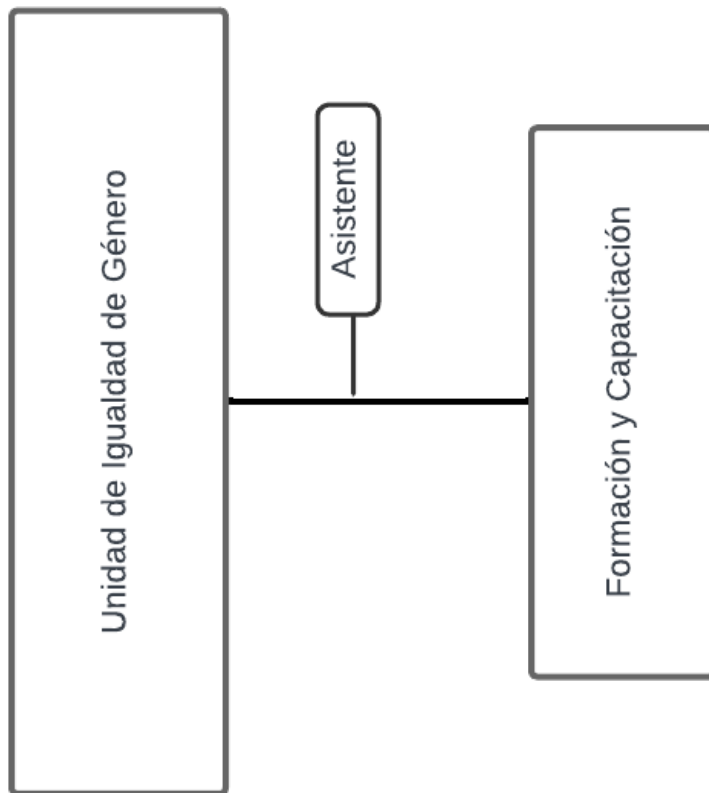 Unidad de Igualdad de Género
Asistente
Formación y Capacitación